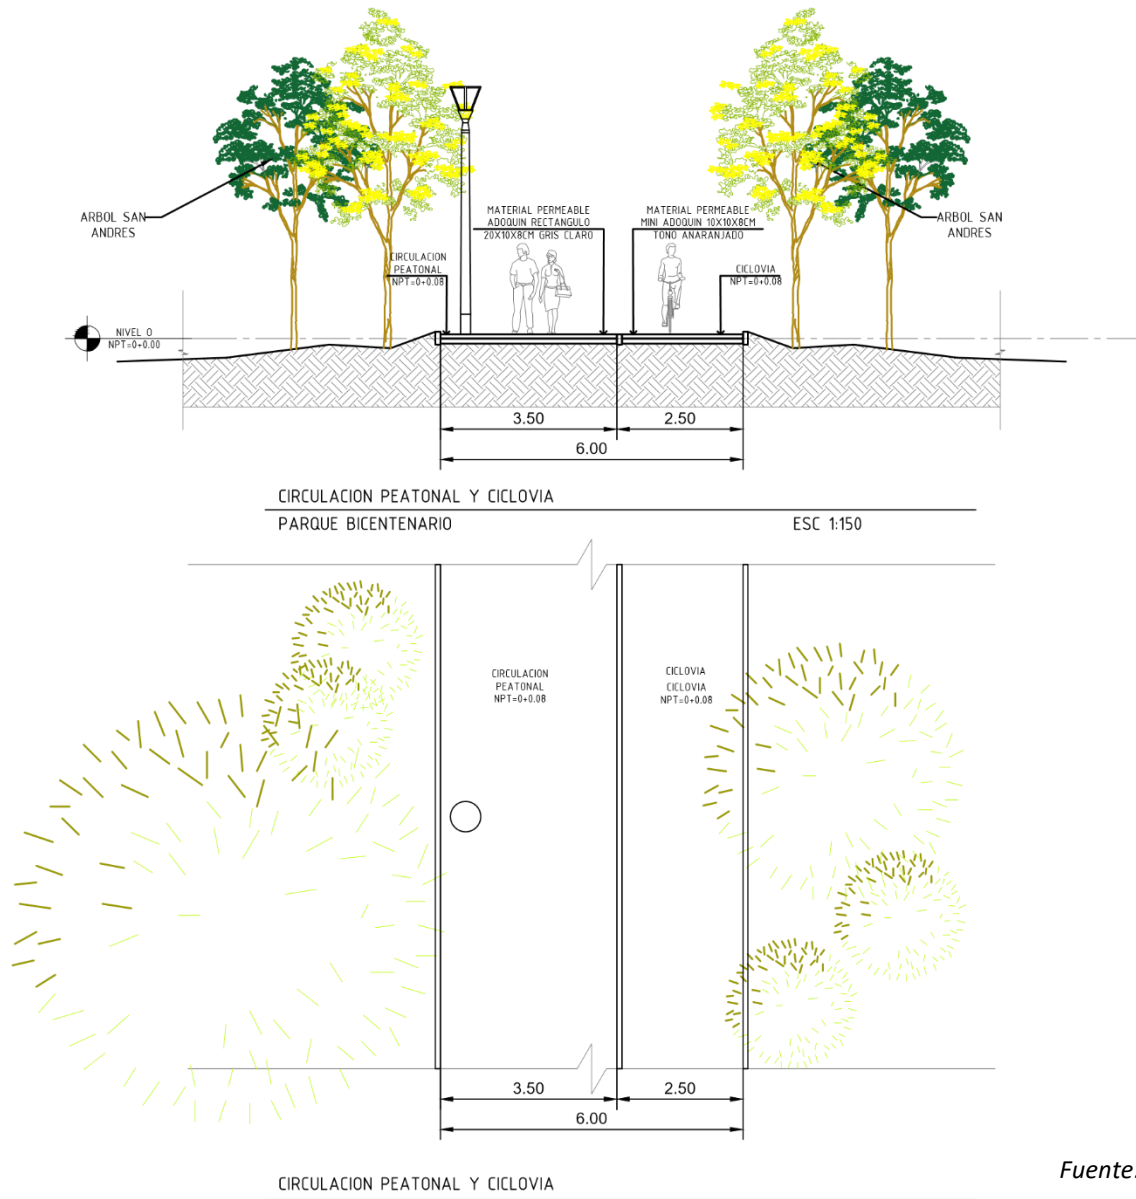 ARBOL SAN
ANDRES
MATERIAL PERMEABLE
ADOQUIN RECTANGULO
20X10X8CM GRIS CLARO
MATERIAL PERMEABLE
MINI ADOQUIN 10X10X8CM
TONO ANARANJADO
ARBOL SAN
ANDRES
CIRCULACION
PEATONAL
NPT=0+0.08
CICLOVIA
NPT=0+0.08
NIVEL 0
NPT=0+0.00
3.50
2.50
6.00
CIRCULACION PEATONAL Y CICLOVIA
PARQUE BICENTENARIO
ESC 1:150
CIRCULACION
PEATONAL
NPT=0+0.08
CICLOVIA
CICLOVIA
NPT=0+0.08
3.50
2.50
6.00
Fuente:
CIRCULACION PEATONAL Y CICLOVIA